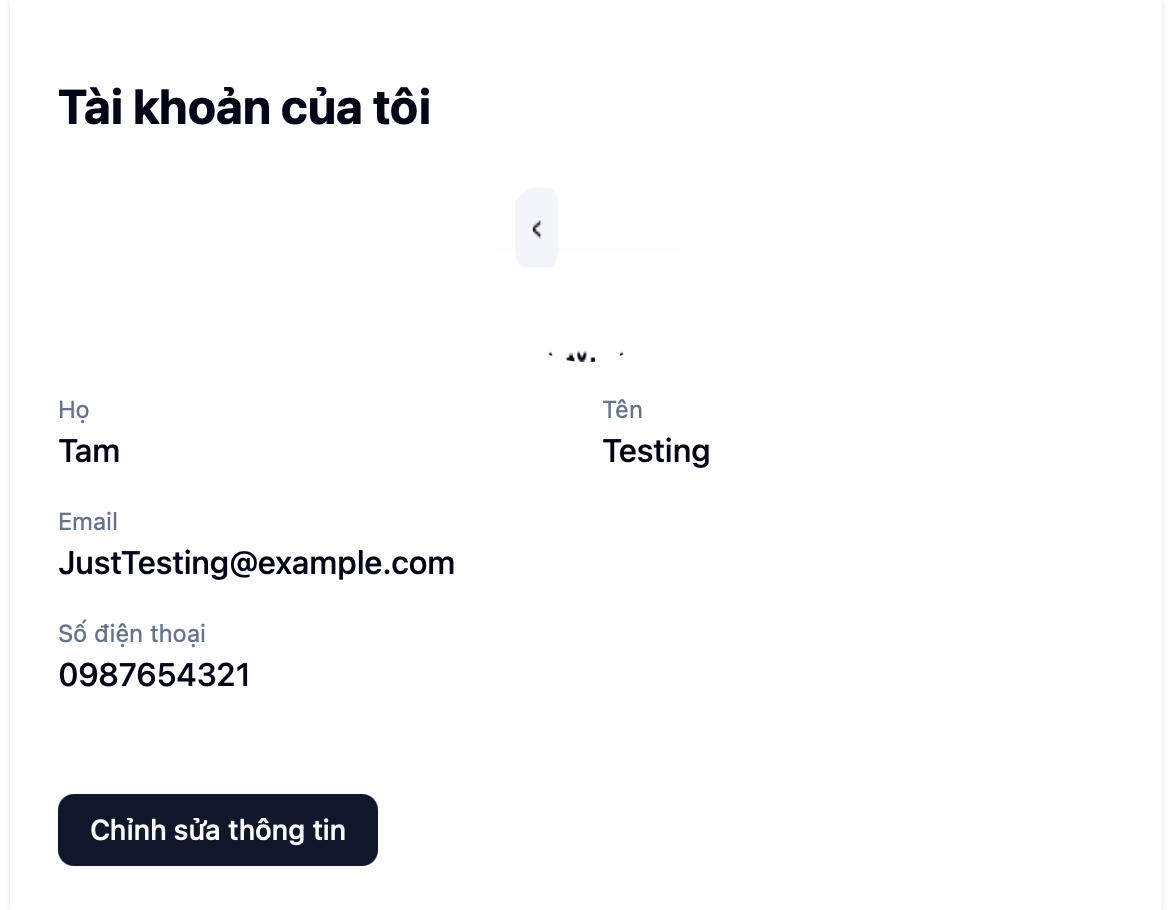 Tài khoản của tôi
Họ
Tam
Tên
Testing
Email
JustTesting@example.com
Số điện thoại
0987654321
Chỉnh sửa thông tin